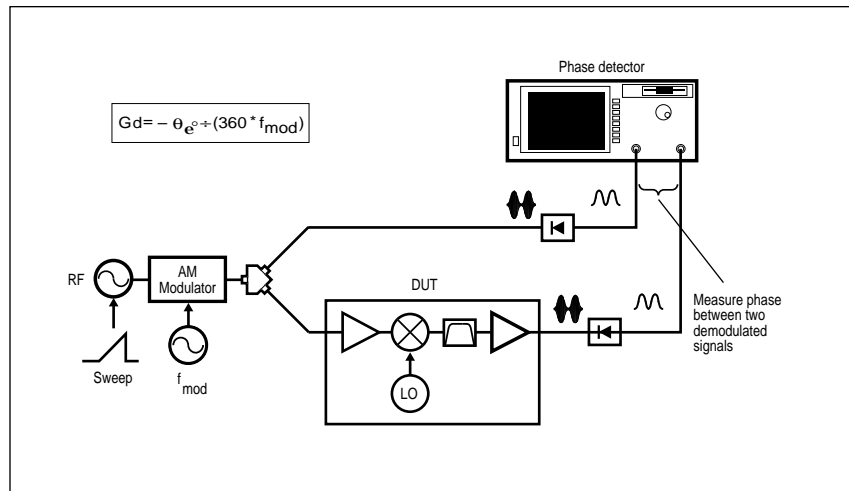 Phase detector
Gd= − θe°÷(360 * fmod)
RF
AM
Modulator
Sweep
f mod
DUT
LO
Measure phase
between two
demodulated
signals